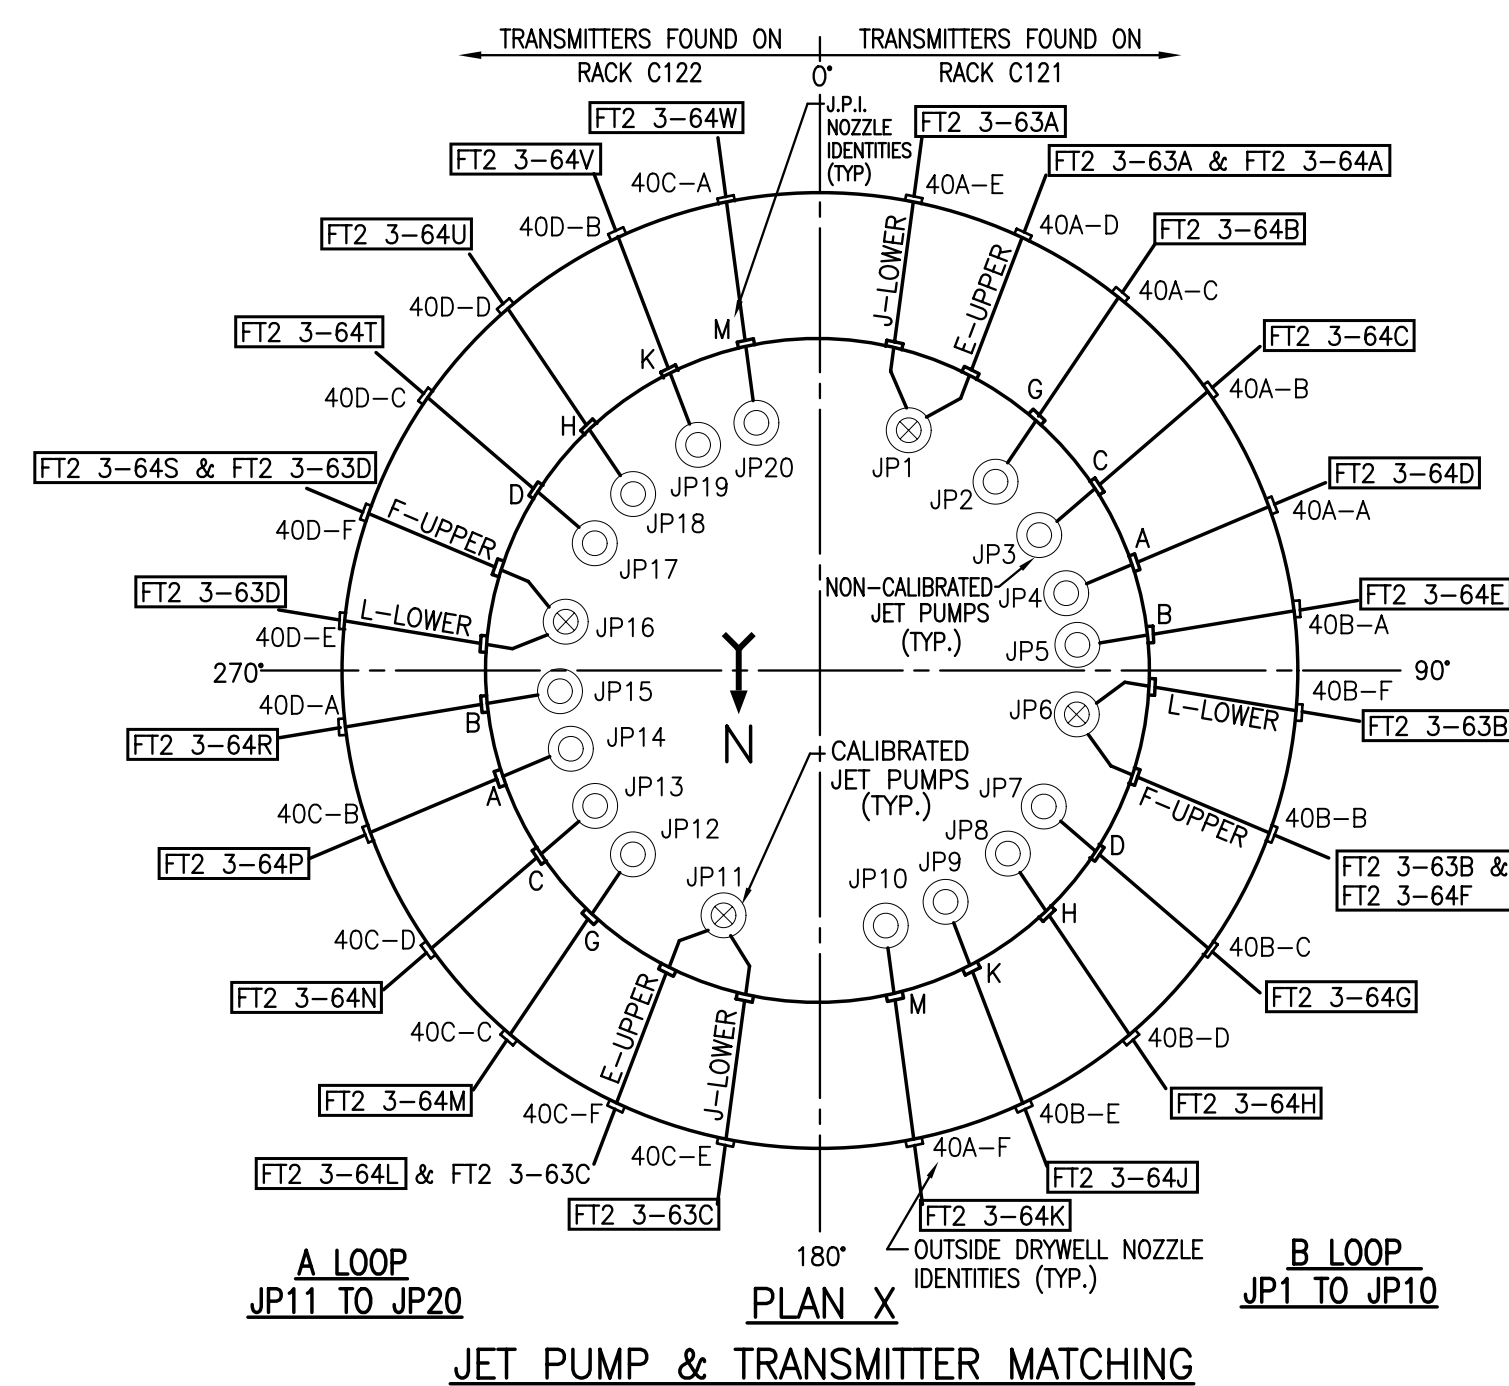 TRANSMITTERS FOUND ON
RACK C122
TRANSMITTERS FOUND ON
RACK C121
0°
J.P.I.
NOZZLE
IDENTITIES
(TYP)
FT2 3-64W
FT2 3-63A
FT2 3-64V
FT2 3-63A & FT2 3-64A
40C-A
40A-E
40D-B
40A-D
FT2 3-64U
FT2 3-64B
40D-D
40A-C
J-LOWER
E-UPPER
M
K
G
FT2 3-64T
FT2 3-64C
40D-C
40A-B
H
C
JP20
JP1
JP19
JP2
JP18
JP3
JP17
FT2 3-64S & FT2 3-63D
FT2 3-64D
D
A
40D-F
F-UPPER
40A-A
FT2 3-63D
FT2 3-64E
NON-CALIBRATED
JET PUMPS
(TYP.)
JP4
B
40D-E
L-LOWER
JP16
JP5
40B-A
270°
90°
Y
N
40D-A
JP15
JP6
L-LOWER
40B-F
B
FT2 3-64R
JP14
FT2 3-63B
CALIBRATED
JET PUMPS
(TYP.)
A
JP13
JP7
F-UPPER
40C-B
40B-B
FT2 3-64P
JP12
JP8
D
FT2 3-63B &
FT2 3-64F
C
JP11
JP10
JP9
H
G
40C-D
40B-C
FT2 3-64N
FT2 3-64G
K
M
40C-C
E-UPPER
J-LOWER
40B-D
FT2 3-64M
FT2 3-64H
40C-F
40B-E
40C-E
40A-F
FT2 3-64L & FT2 3-63C
FT2 3-64J
FT2 3-63C
FT2 3-64K
180°
OUTSIDE DRYWELL NOZZLE
IDENTITIES (TYP.)
A LOOP
JP11 TO JP20
B LOOP
JP1 TO JP10
PLAN X
JET PUMP & TRANSMITTER MATCHING